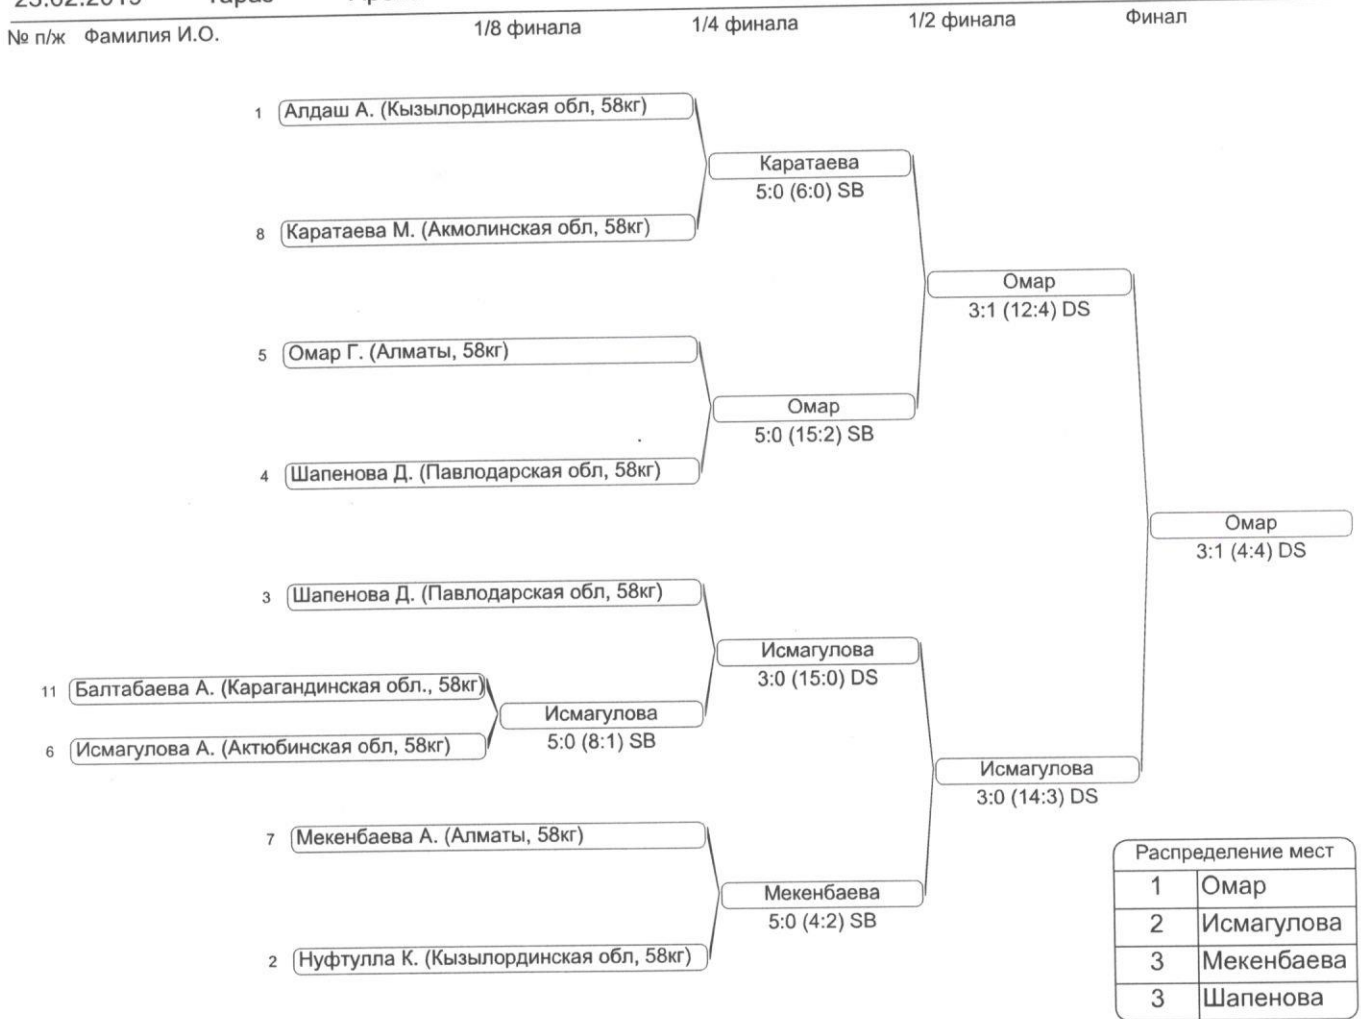 № п/ж Фамилия И.О. 1/8 финала 1/4 финала 1/2 финала Финал
1 Алдаш А. (Кызылординская обл, 58кг)
Каратаева
5:0 (6:0) SB
8 Каратаева М. (Акмолинская обл, 58кг)
Омар
3:1 (12:4) DS
5 Омар Г. (Алматы, 58кг)
Омар
5:0 (15:2) SB
4 Шапенова Д. (Павлодарская обл, 58кг)
Омар
3:1 (4:4) DS
3 Шапенова Д. (Павлодарская обл, 58кг)
Исмагулова
3:0 (15:0) DS
11 Балтабаева А. (Карагандинская обл., 58кг)
Исмагулова
5:0 (8:1) SB
6 Исмагулова А. (Актюбинская обл, 58кг)
Исмагулова
3:0 (14:3) DS
7 Мекенбаева А. (Алматы, 58кг)
Мекенбаева
5:0 (4:2) SB
2 Нуфтулла К. (Кызылординская обл, 58кг)
Распределение мест
1 Омар
2 Исмагулова
3 Мекенбаева
3 Шапенова